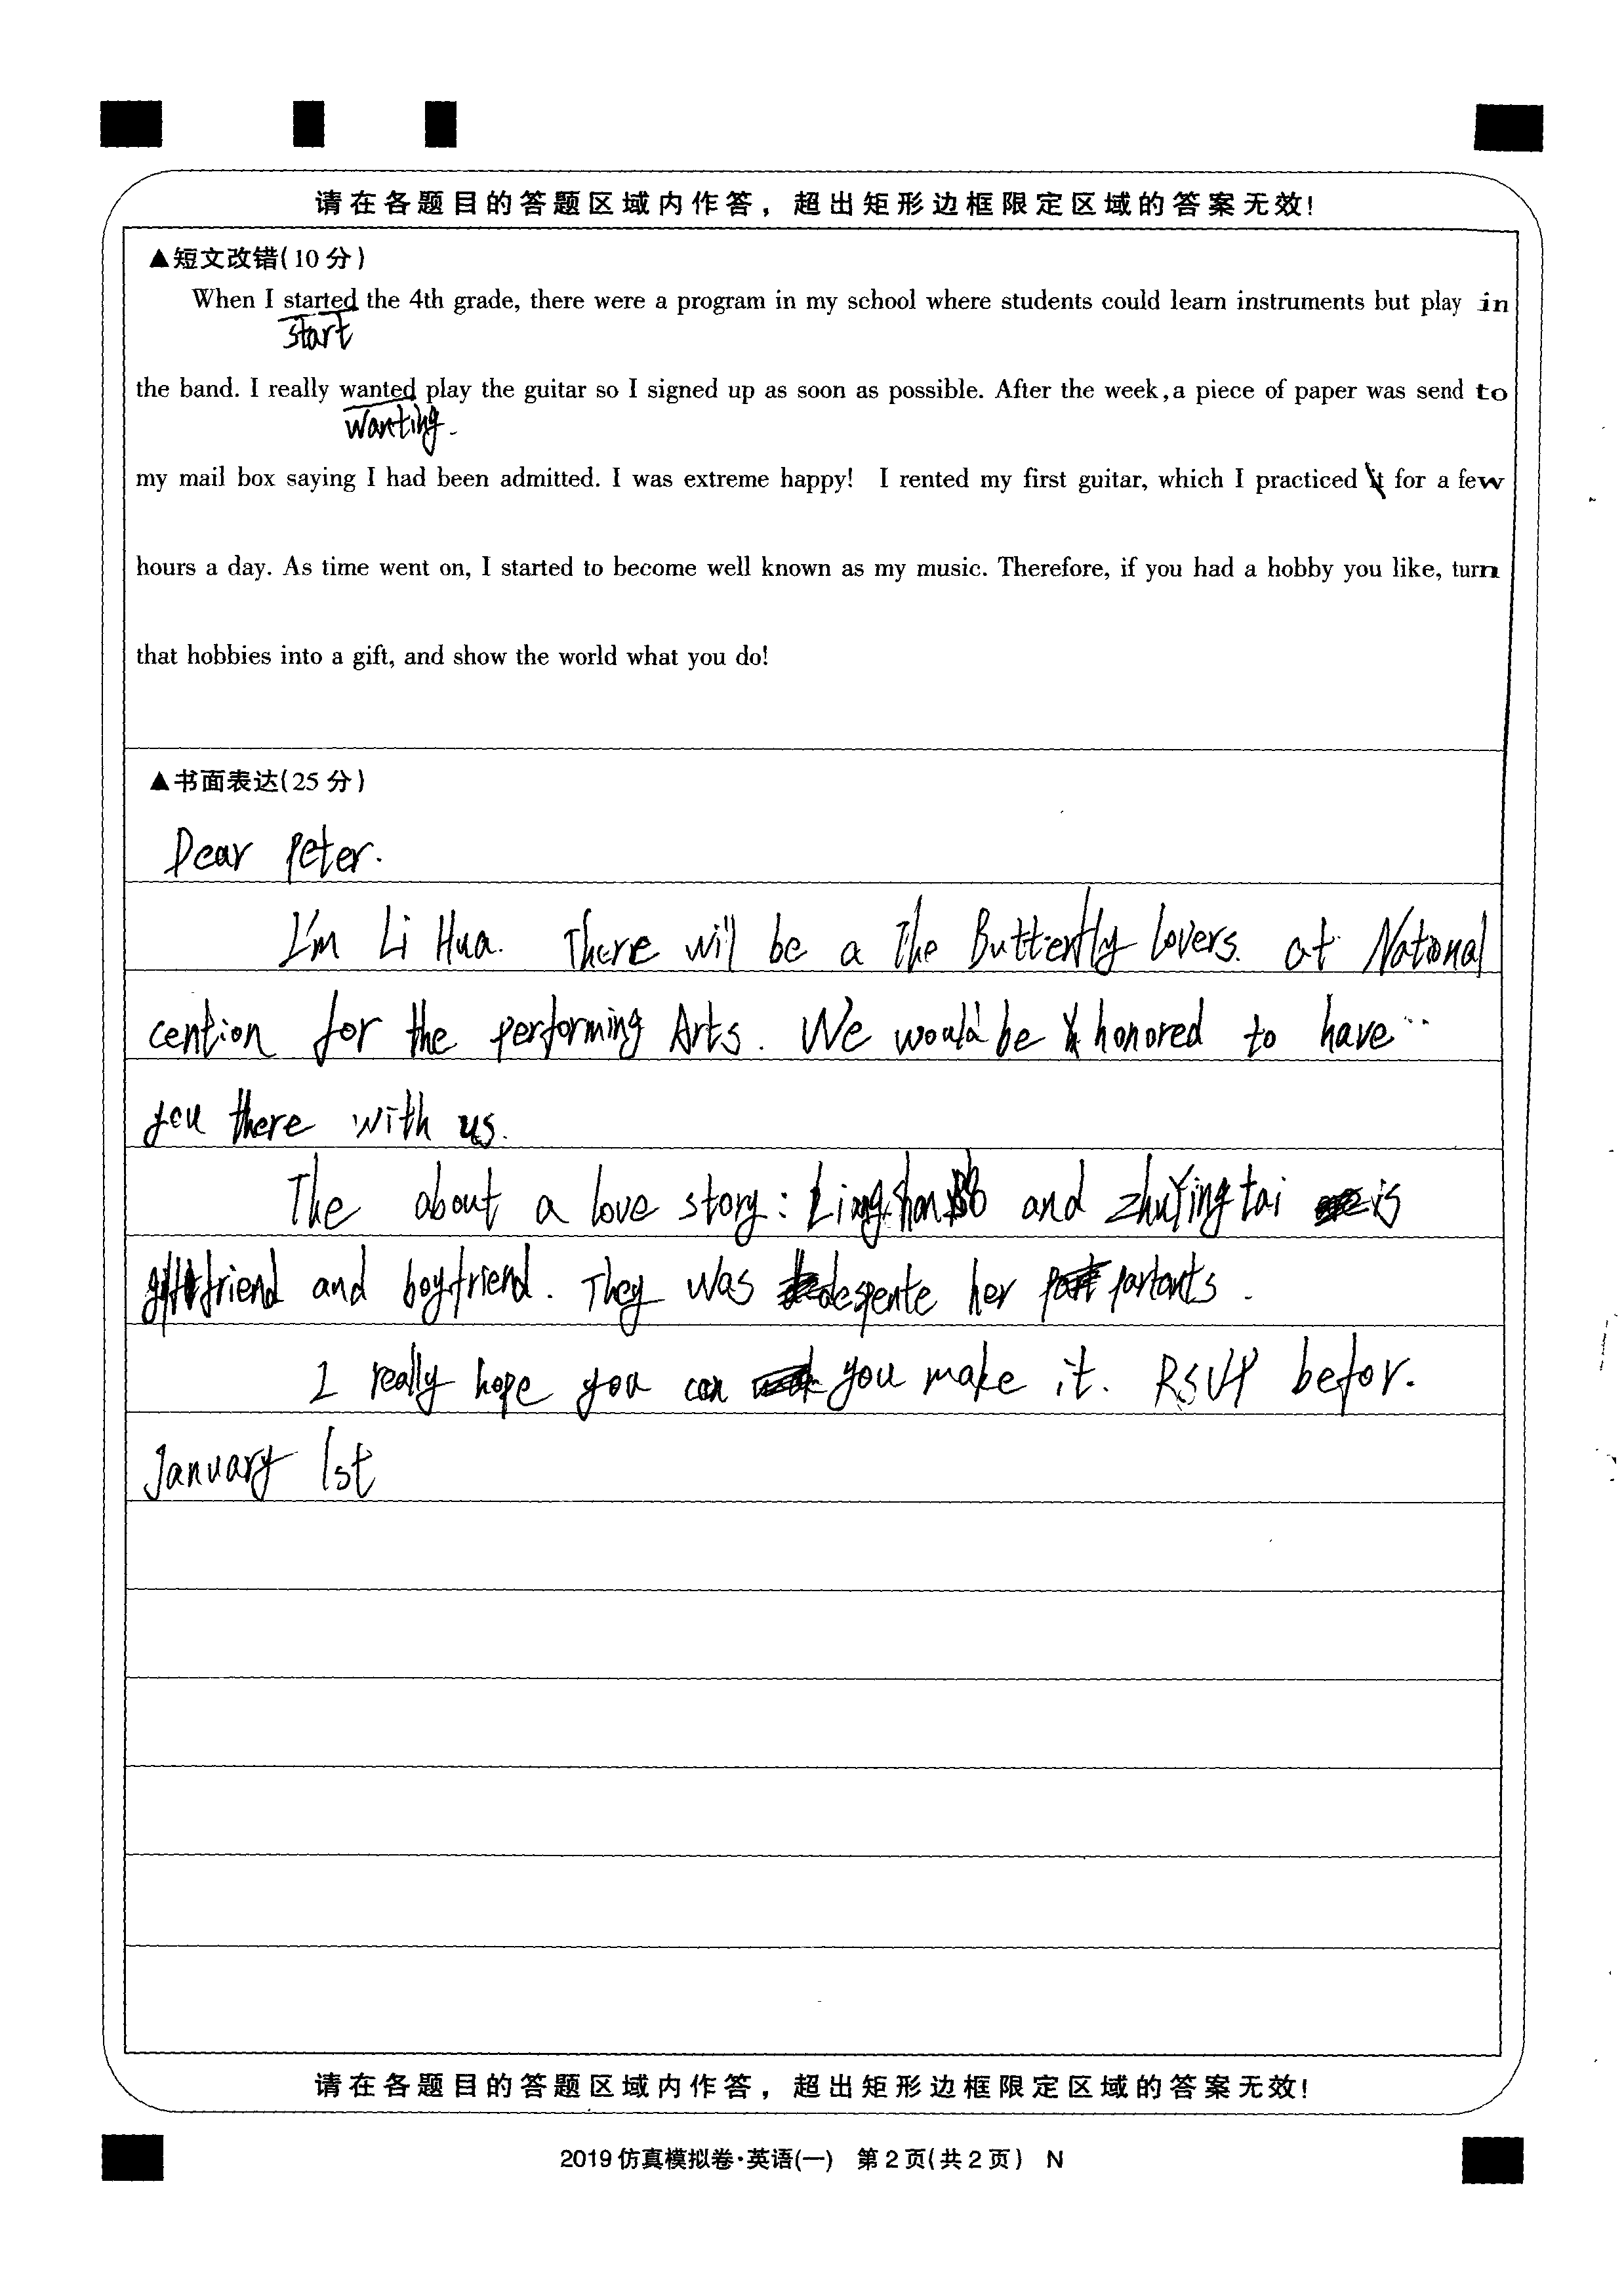 请在各题目的答题区域内作答，超出矩形边框限定区域的答案无效!
▲短文改错(10分)
When I started the 4th grade, there were a program in my school where students could learn instruments but play in
start
the band. I really wanted play the guitar so I signed up as soon as possible. After the week,a piece of paper was send to
wanting.
my mail box saying I had been admitted. I was extreme happy! I rented my first guitar, which I practiced it for a few
hours a day. As time went on, I started to become well known as my music. Therefore, if you had a hobby you like, turn
that hobbies into a gift, and show the world what you do!
▲书面表达(25分)
Dear Peter.
I'm Li Hua. There will be a The Butterfly Lovers. at National
cention for the performing Arts. We would be honored to have
you there with us.
The about a love story: Liangshan and ZhuYingtai is
friend and boyfriend. They was despente her partents.
I really hope you can you make it. RSVP befor.
January 1st
请在各题目的答题区域内作答，超出矩形边框限定区域的答案无效!
2019仿真模拟卷·英语(一) 第2页(共2页) N